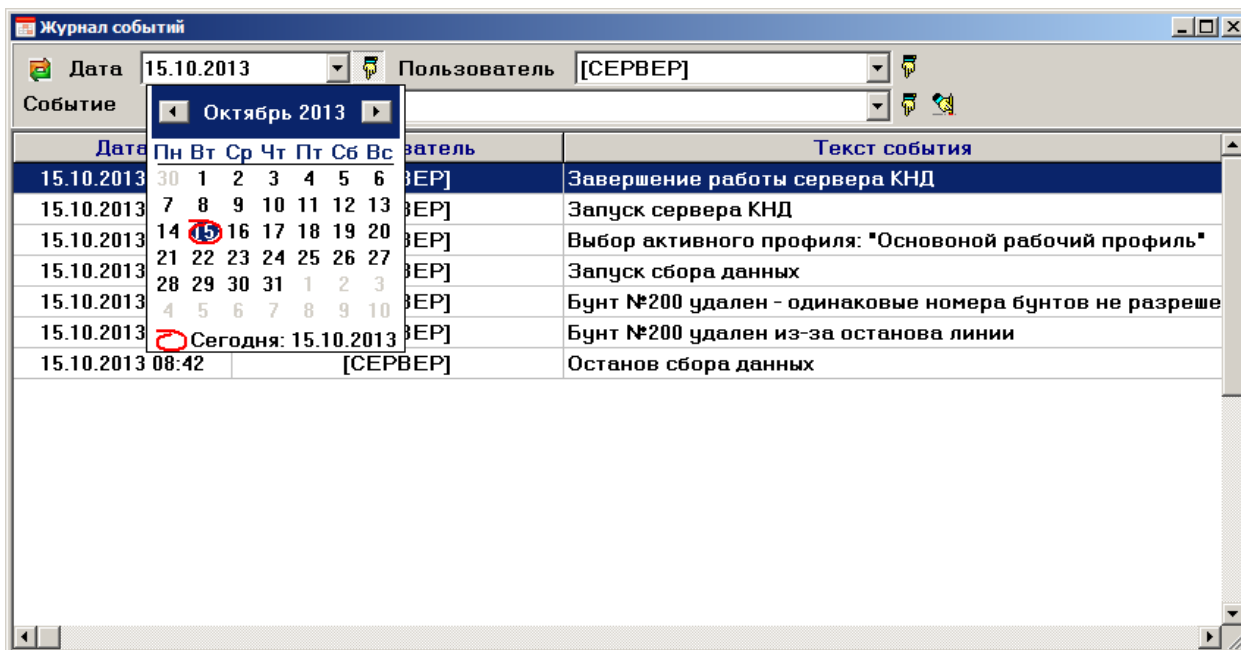 Журнал событий
Дата 15.10.2013 Пользователь [СЕРВЕР]
Событие
Октябрь 2013
Пн Вт Ср Чт Пт Сб Вс
30 1 2 3 4 5 6
7 8 9 10 11 12 13
14 15 16 17 18 19 20
21 22 23 24 25 26 27
28 29 30 31 1 2 3
4 5 6 7 8 9 10
Сегодня: 15.10.2013
Дата ватель Текст события
15.10.2013 ВЕР] Завершение работы сервера КНД
15.10.2013 ВЕР] Запуск сервера КНД
15.10.2013 ВЕР] Выбор активного профиля: "Основоной рабочий профиль"
15.10.2013 ВЕР] Запуск сбора данных
15.10.2013 ВЕР] Бунт №200 удален - одинаковые номера бунтов не разреше
15.10.2013 ВЕР] Бунт №200 удален из-за останова линии
15.10.2013 08:42 [СЕРВЕР] Останов сбора данных